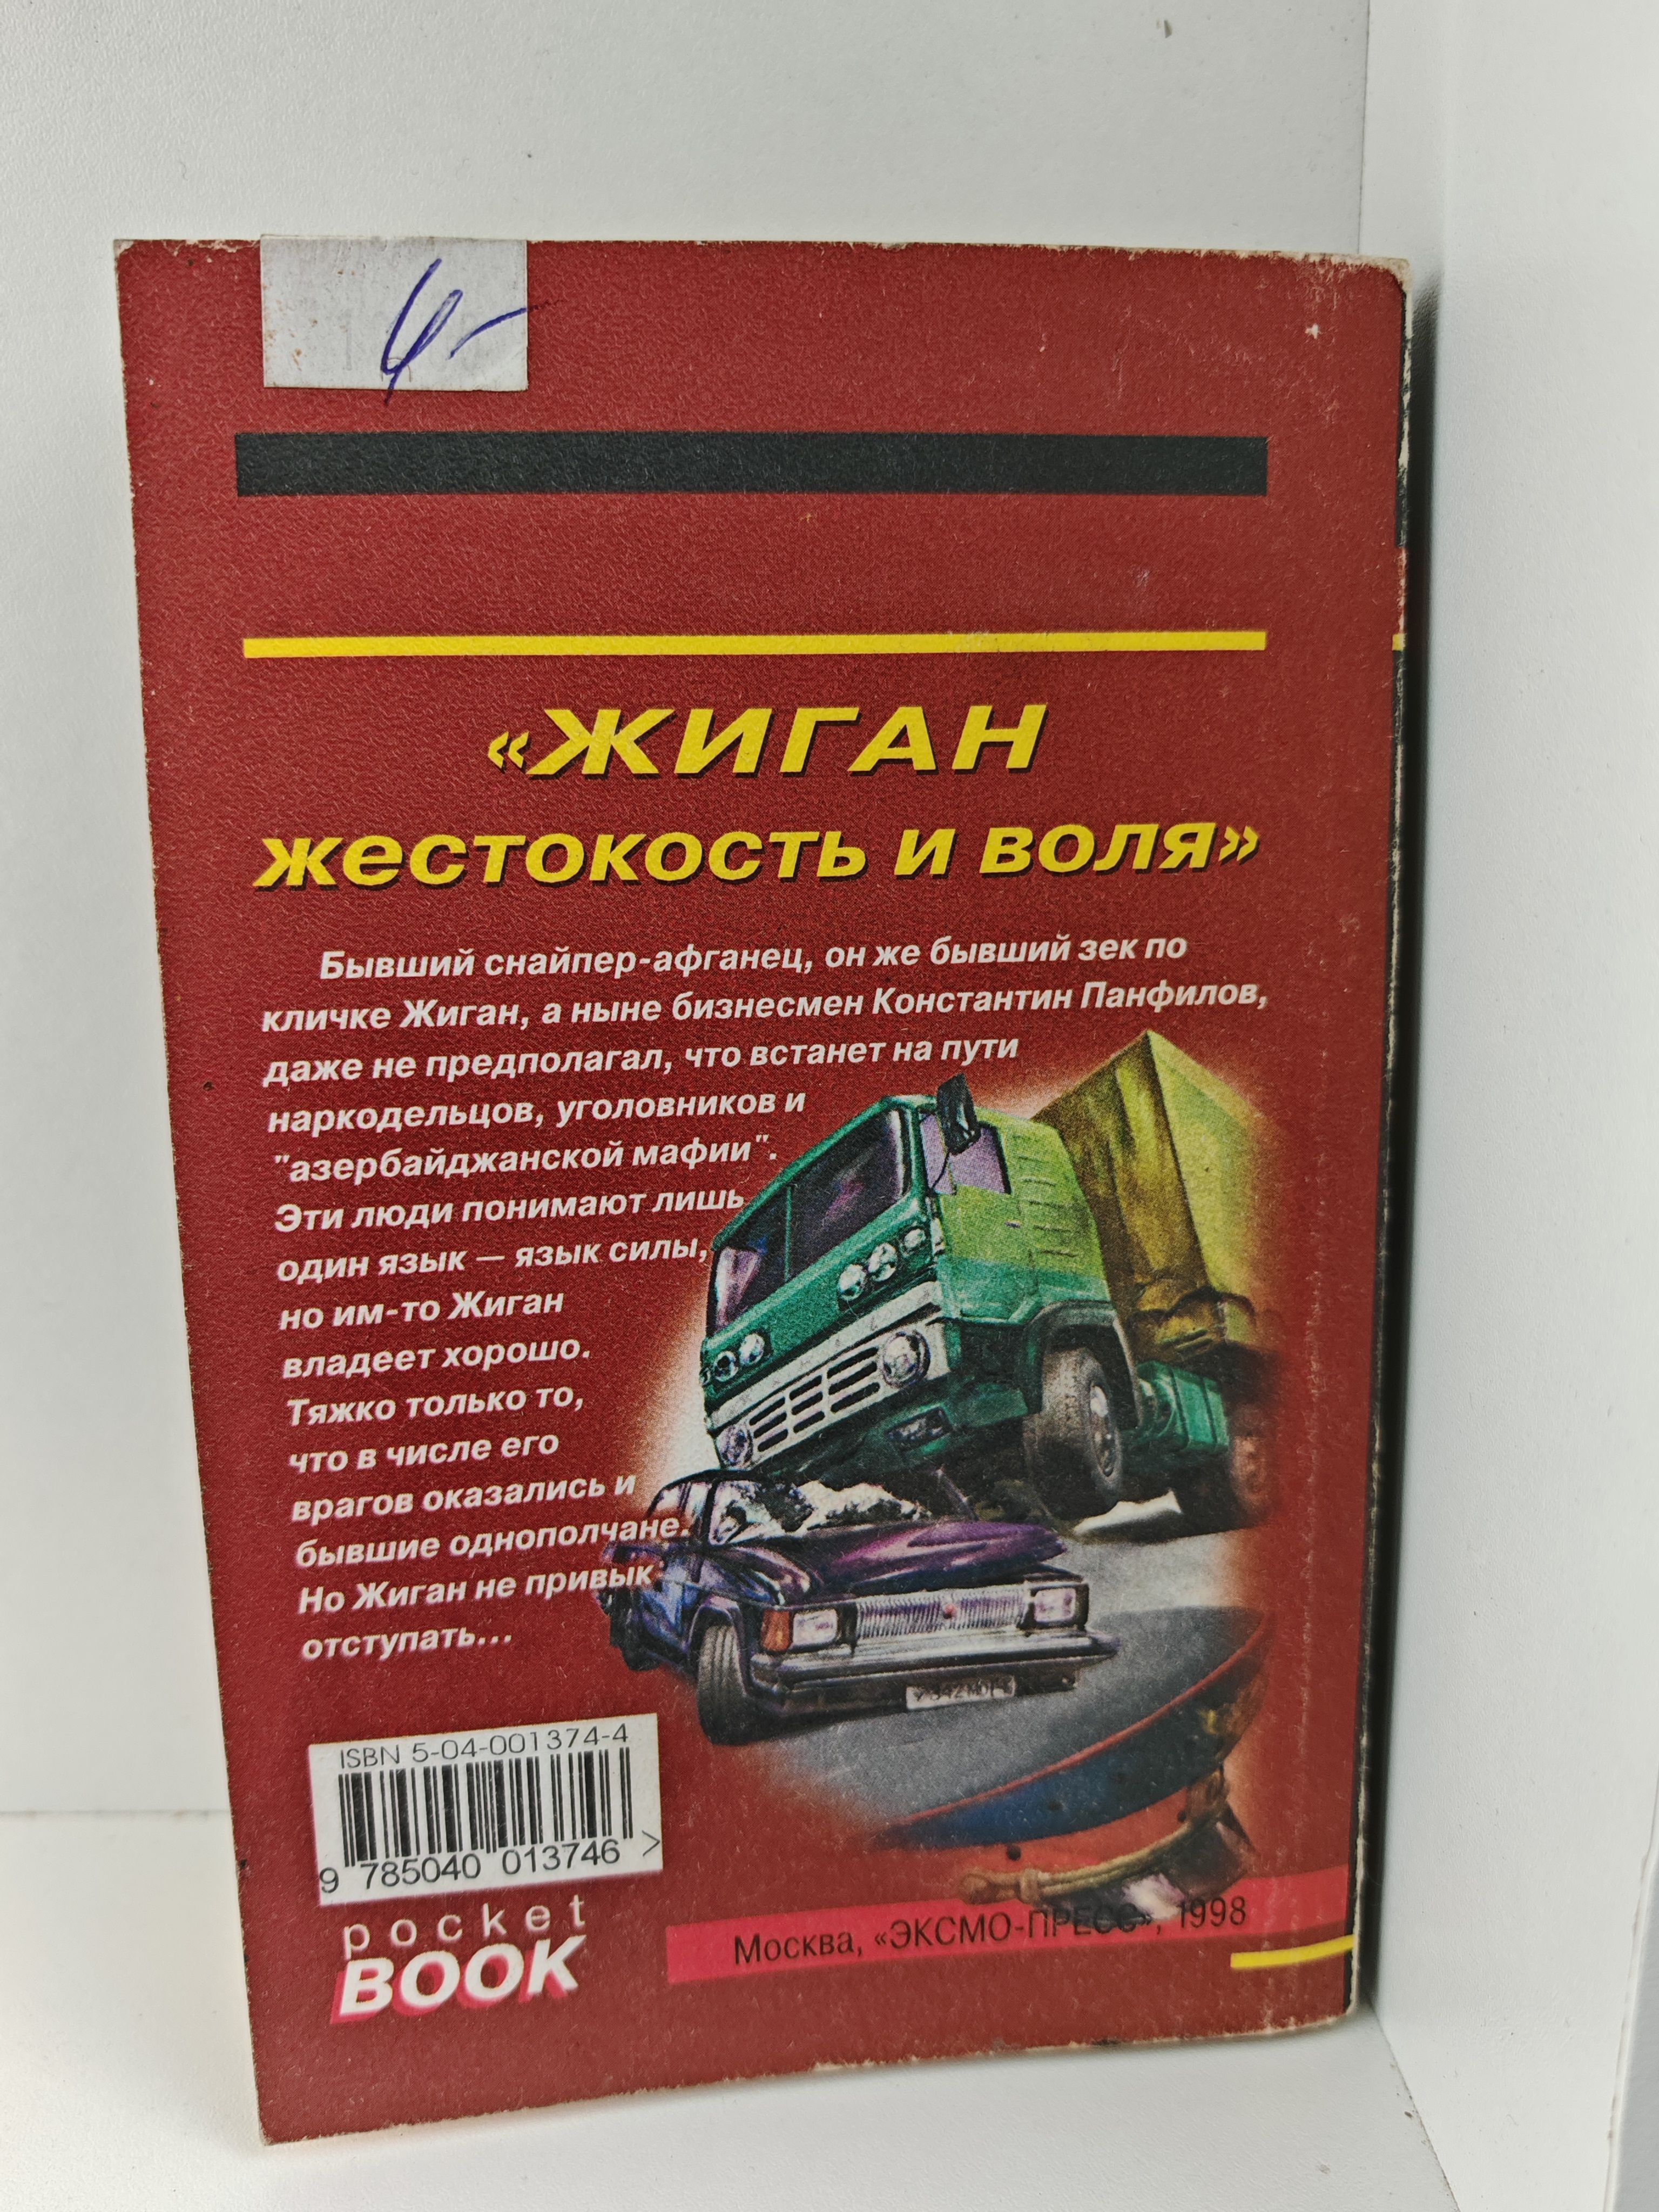 4-
«ЖИГАН
жестокость и воля»
Бывший снайпер-афганец, он же бывший зек по
кличке Жиган, а ныне бизнесмен Константин Панфилов,
даже не предполагал, что встанет на пути
наркодельцов, уголовников и
"азербайджанской мафии".
Эти люди понимают лишь
один язык — язык силы,
но им-то Жиган
владеет хорошо.
Тяжко только то,
что в числе его
врагов оказались и
бывшие однополчане.
Но Жиган не привык
отступать...
ISBN 5-04-001374-4
9 785040 013746 >
pocket
BOOK
Москва, «ЭКСМО-ПРЕСС», 1998